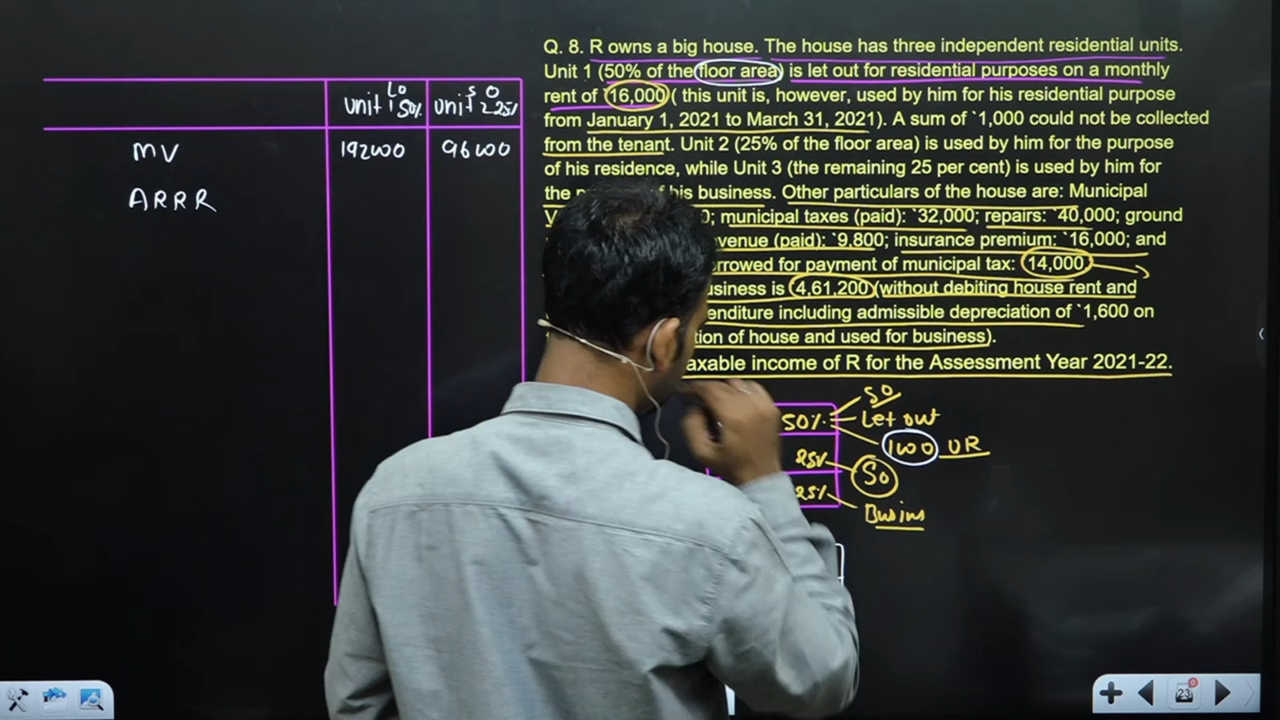 Q. 8. R owns a big house. The house has three independent residential units.
Unit 1 (50% of the floor area) is let out for residential purposes on a monthly
rent of `16,000 ( this unit is, however, used by him for his residential purpose
from January 1, 2021 to March 31, 2021). A sum of `1,000 could not be collected
from the tenant. Unit 2 (25% of the floor area) is used by him for the purpose
of his residence, while Unit 3 (the remaining 25 per cent) is used by him for
the his business. Other particulars of the house are: Municipal
0; municipal taxes (paid): `32,000; repairs: `40,000; ground
(paid): `9,800; insurance premium: `16,000; and
for payment of municipal tax: 14,000
is 4,61,200 (without debiting house rent and
including admissible depreciation of `1,600 on
of house and used for business).
income of R for the Assessment Year 2021-22.
LO SO
Unit 1 50% Unit 2 25%
MV 192000 96000
ARRR
50% SO
Let out
1000 UR
25% SO
25%
23